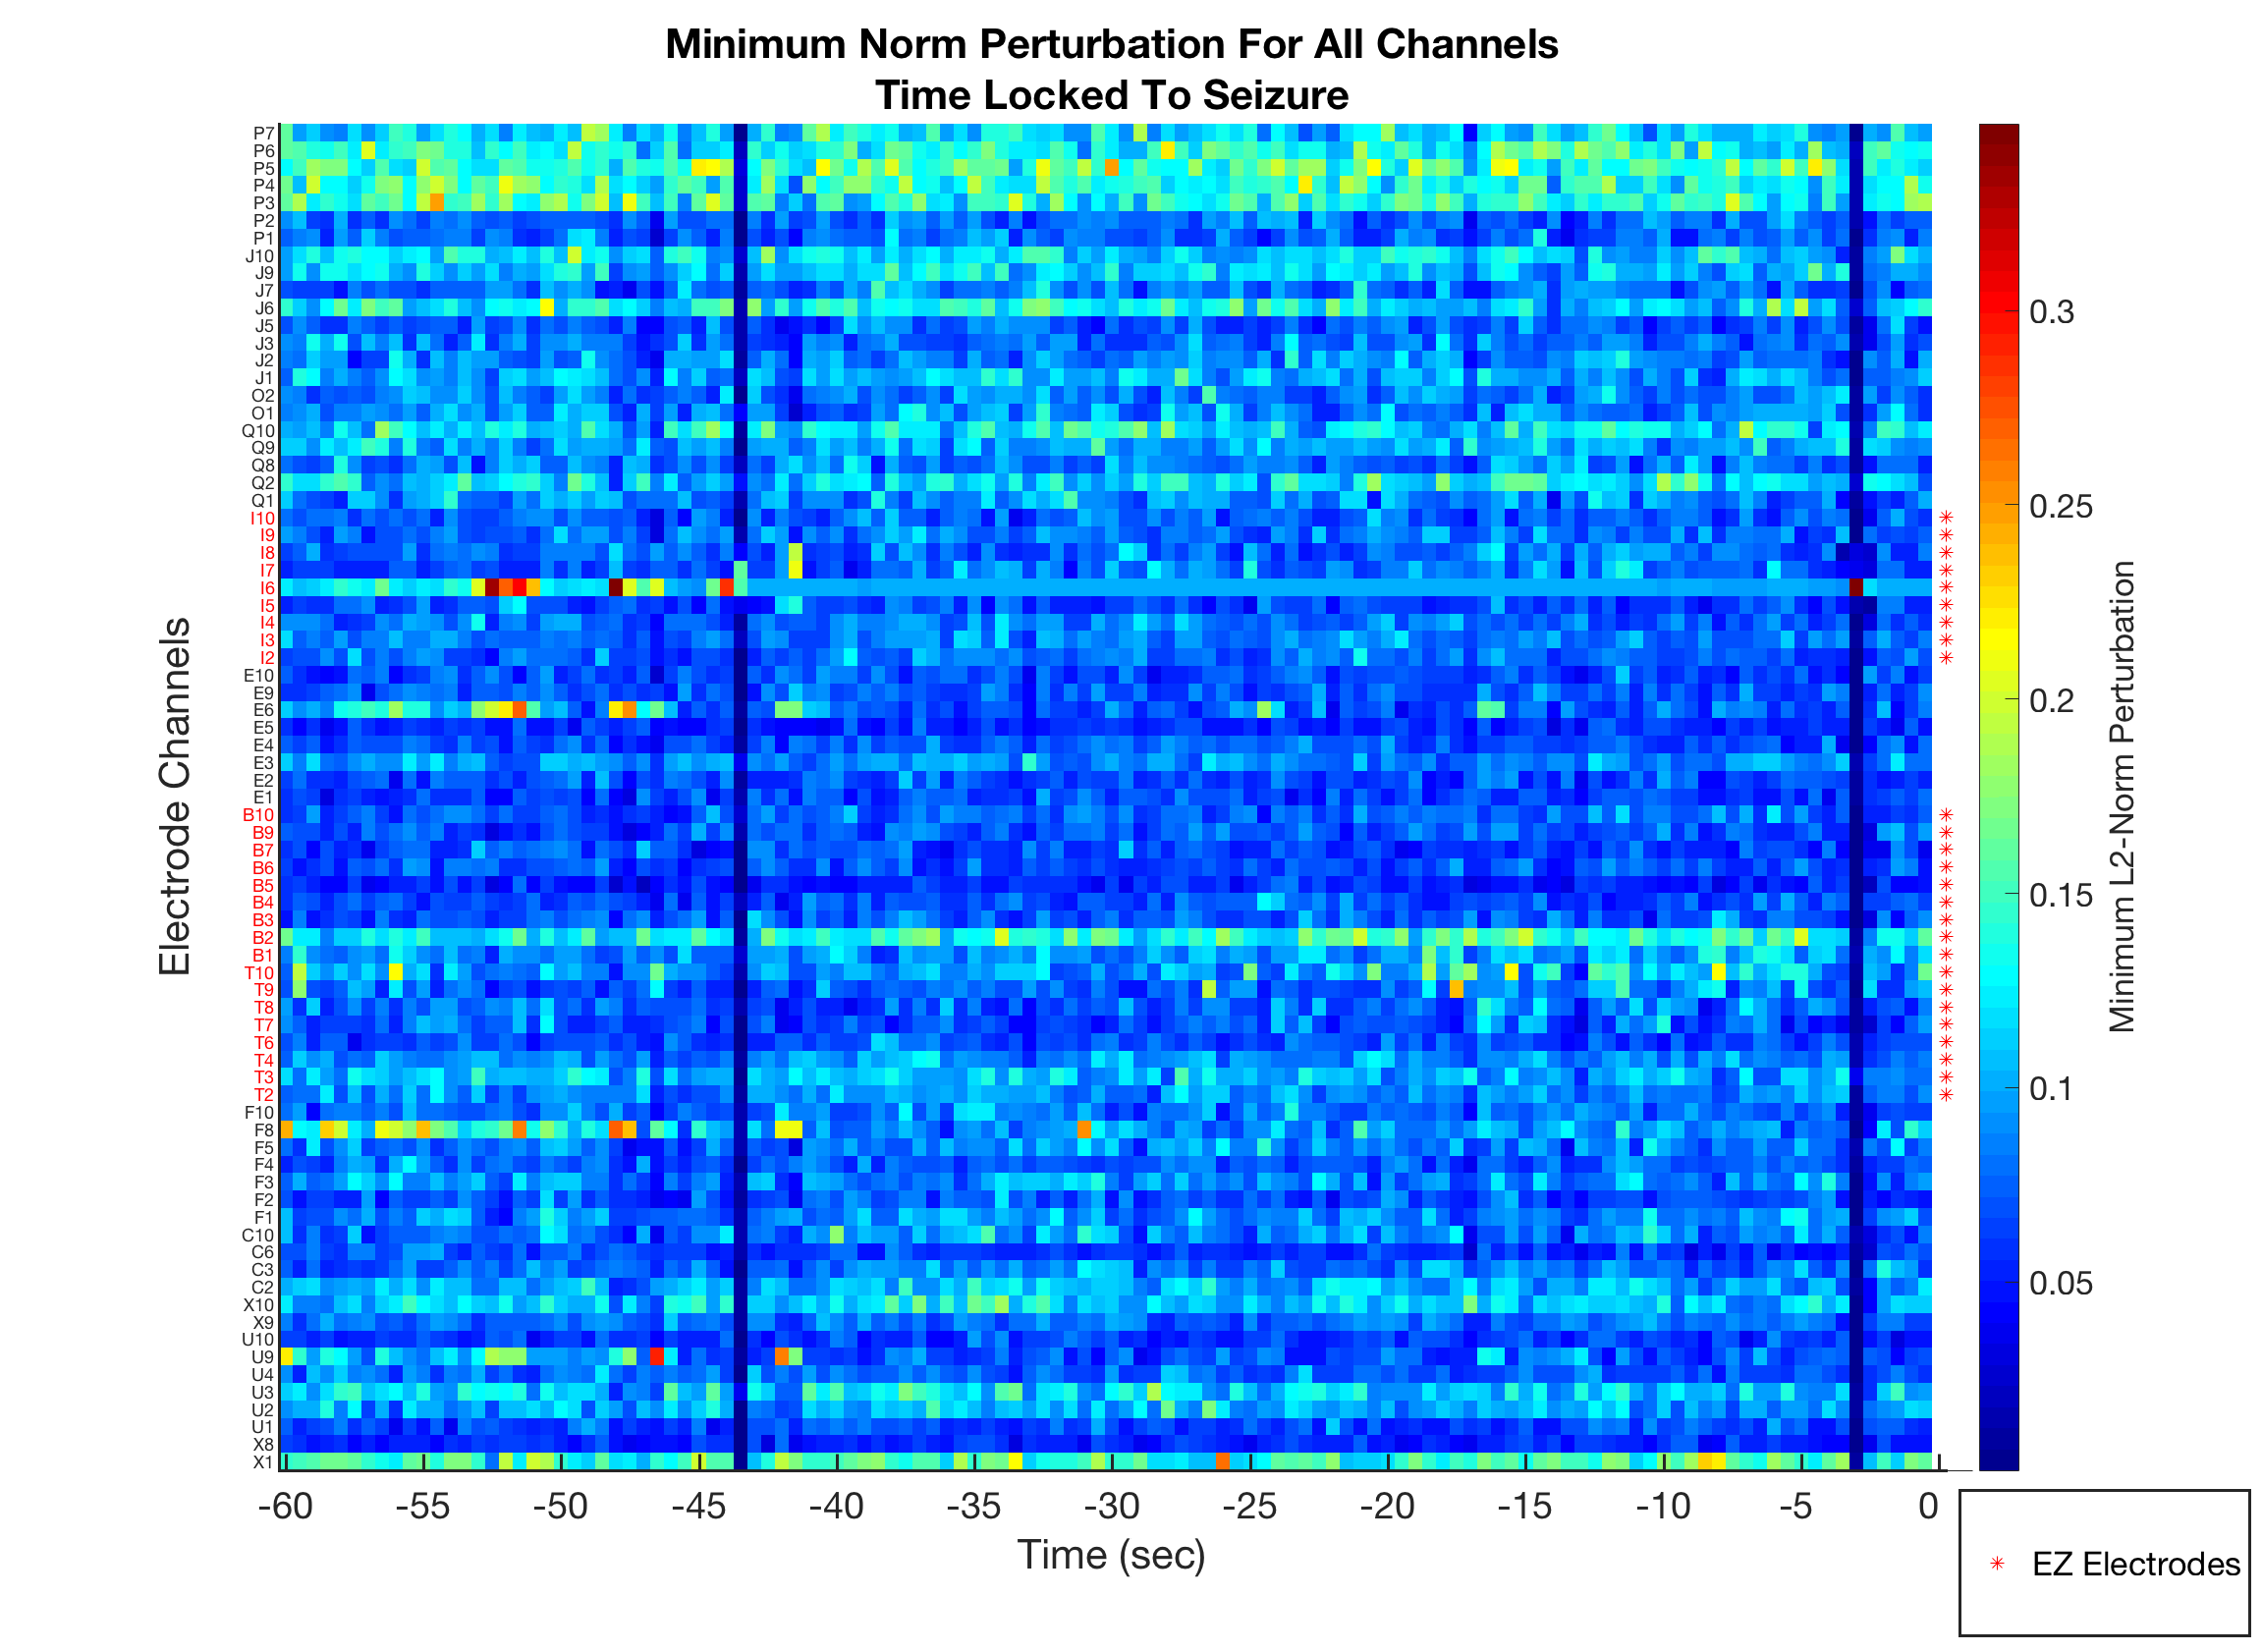 Minimum Norm Perturbation For All Channels
Time Locked To Seizure
Electrode Channels
P7
P6
P5
P4
P3
P2
P1
J10
J9
J7
J6
J5
J3
J2
J1
O2
O1
Q10
Q9
Q8
Q2
Q1
I10
I9
I8
I7
I6
I5
I4
I3
I2
E10
E9
E6
E5
E4
E3
E2
E1
B10
B9
B7
B6
B5
B4
B3
B2
B1
T10
T9
T8
T7
T6
T4
T3
T2
F10
F8
F5
F4
F3
F2
F1
C10
C6
C3
C2
X10
X9
U10
U9
U4
U3
U2
U1
X8
X1
-60 -55 -50 -45 -40 -35 -30 -25 -20 -15 -10 -5 0
Time (sec)
0.3
0.25
0.2
0.15
0.1
0.05
Minimum L2-Norm Perturbation
EZ Electrodes